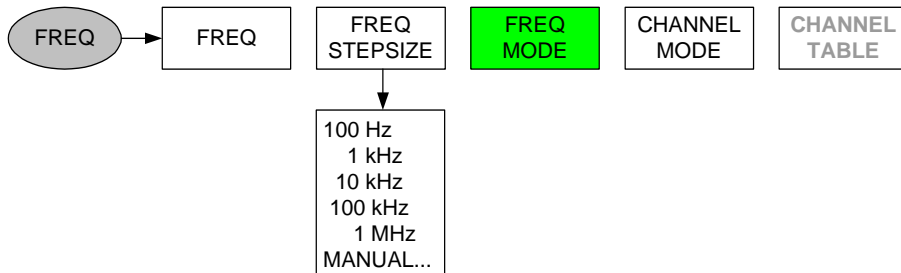 FREQ
FREQ
FREQ
STEPSIZE
FREQ
MODE
CHANNEL
MODE
CHANNEL
TABLE
100 Hz
1 kHz
10 kHz
100 kHz
1 MHz
MANUAL...